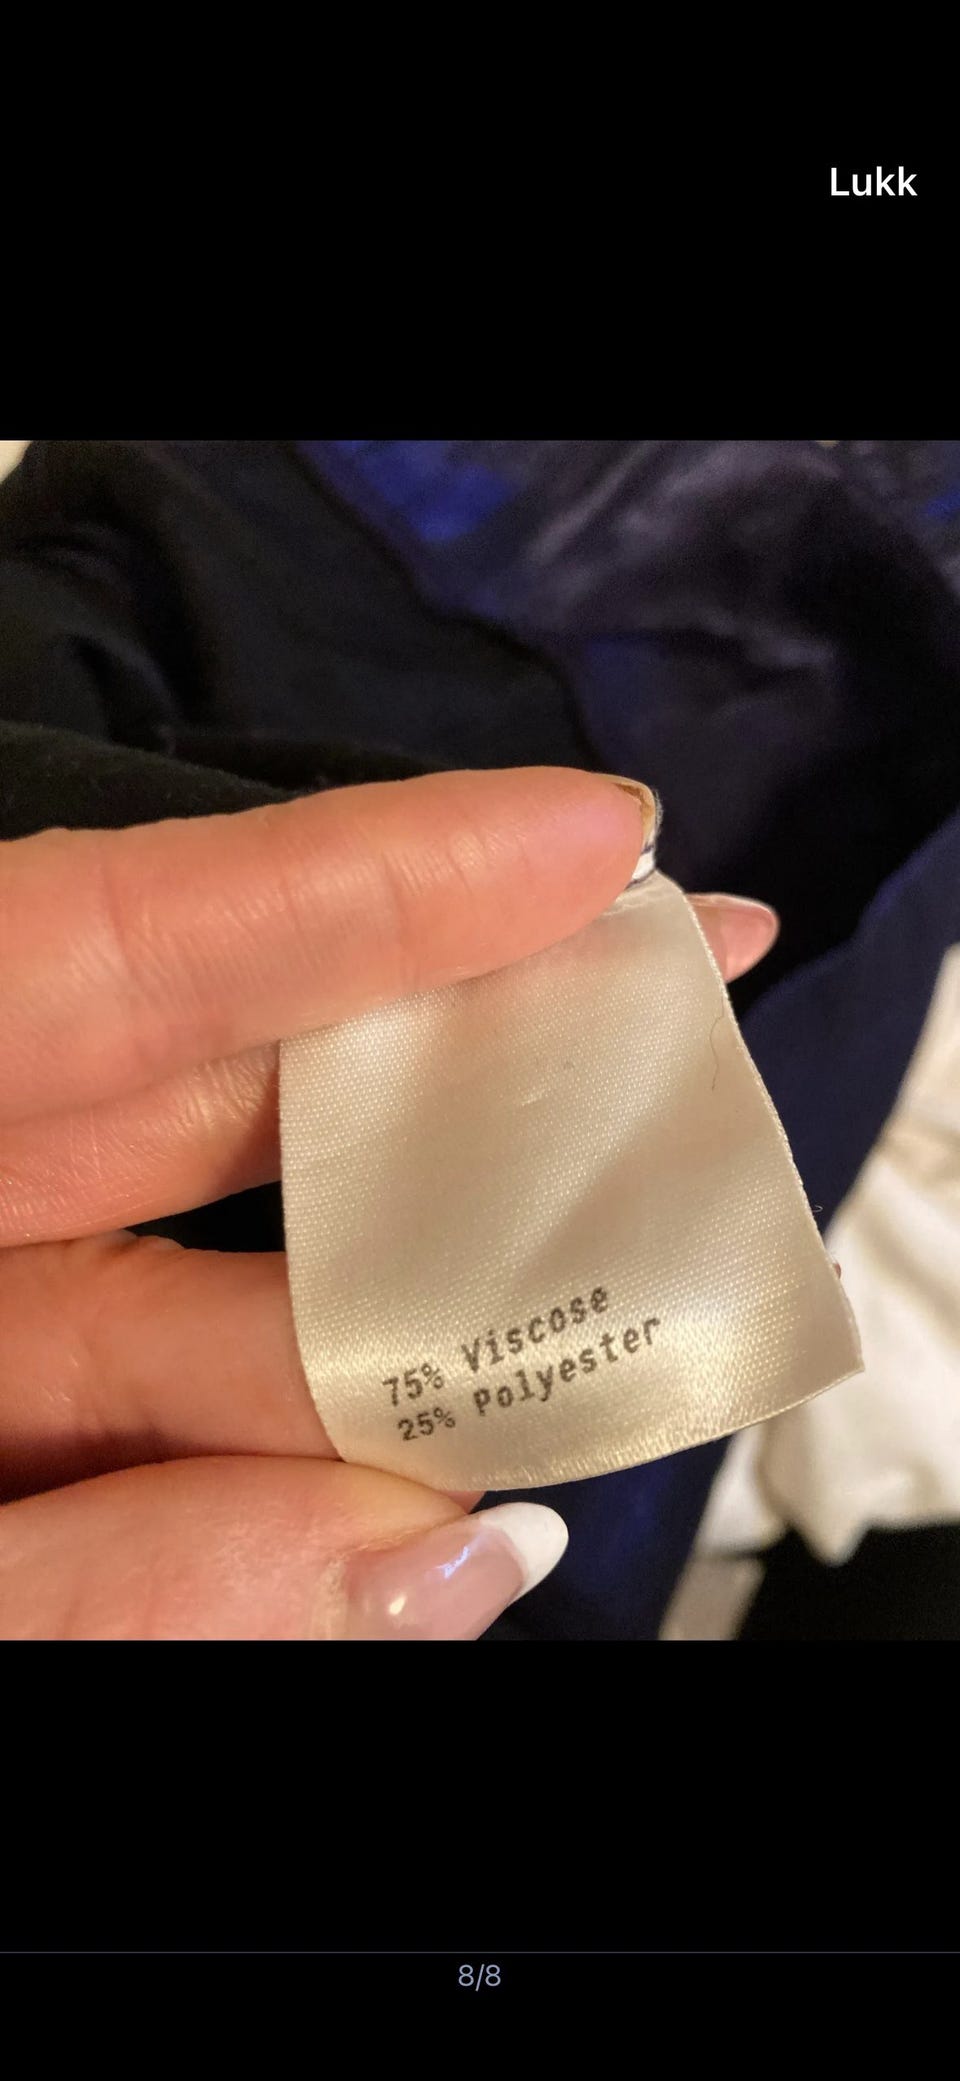 Lukk
75% Viscose
25% Polyester
8/8